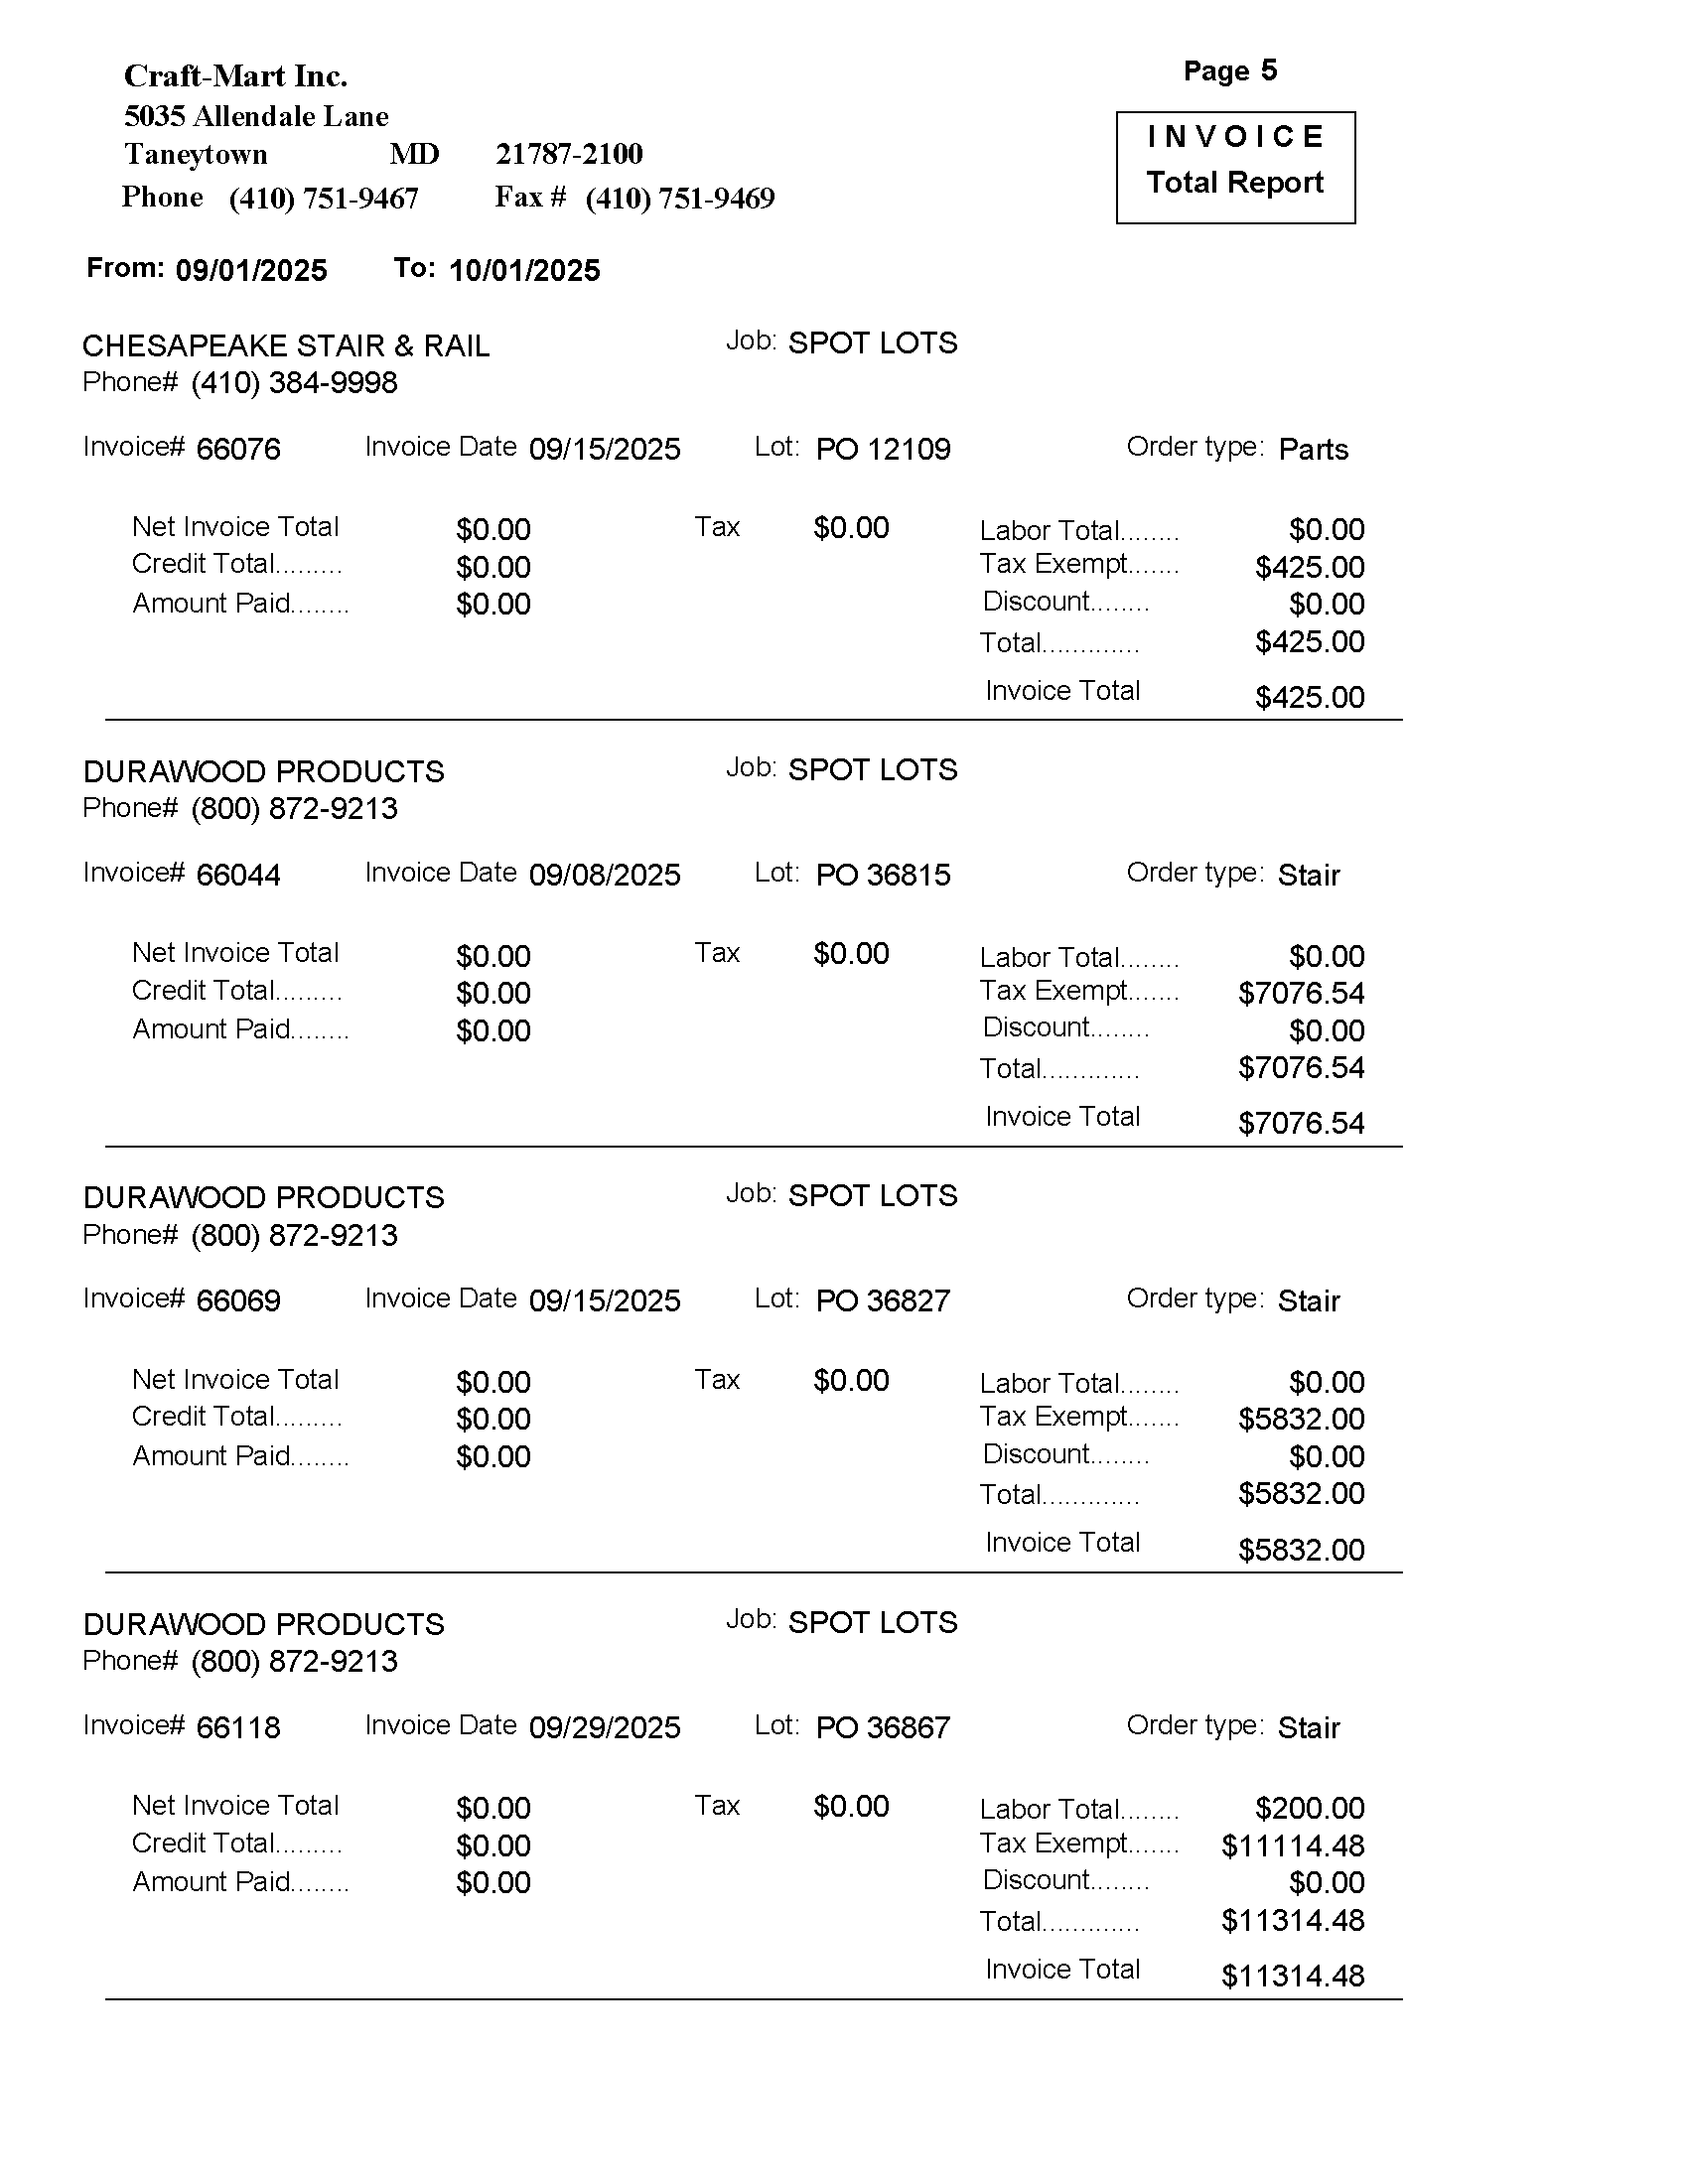 Craft-Mart Inc. Page 5
5035 Allendale Lane INVOICE
Taneytown MD 21787-2100 Total Report
Phone (410) 751-9467 Fax # (410) 751-9469
From: 09/01/2025 To: 10/01/2025
CHESAPEAKE STAIR & RAIL Job: SPOT LOTS
Phone# (410) 384-9998
Invoice# 66076 Invoice Date 09/15/2025 Lot: PO 12109 Order type: Parts
Net Invoice Total $0.00 Tax $0.00 Labor Total........ $0.00
Credit Total......... $0.00 Tax Exempt....... $425.00
Amount Paid........ $0.00 Discount........ $0.00
Total............. $425.00
Invoice Total $425.00
DURAWOOD PRODUCTS Job: SPOT LOTS
Phone# (800) 872-9213
Invoice# 66044 Invoice Date 09/08/2025 Lot: PO 36815 Order type: Stair
Net Invoice Total $0.00 Tax $0.00 Labor Total........ $0.00
Credit Total......... $0.00 Tax Exempt....... $7076.54
Amount Paid........ $0.00 Discount........ $0.00
Total............. $7076.54
Invoice Total $7076.54
DURAWOOD PRODUCTS Job: SPOT LOTS
Phone# (800) 872-9213
Invoice# 66069 Invoice Date 09/15/2025 Lot: PO 36827 Order type: Stair
Net Invoice Total $0.00 Tax $0.00 Labor Total........ $0.00
Credit Total......... $0.00 Tax Exempt....... $5832.00
Amount Paid........ $0.00 Discount........ $0.00
Total............. $5832.00
Invoice Total $5832.00
DURAWOOD PRODUCTS Job: SPOT LOTS
Phone# (800) 872-9213
Invoice# 66118 Invoice Date 09/29/2025 Lot: PO 36867 Order type: Stair
Net Invoice Total $0.00 Tax $0.00 Labor Total........ $200.00
Credit Total......... $0.00 Tax Exempt....... $11114.48
Amount Paid........ $0.00 Discount........ $0.00
Total............. $11314.48
Invoice Total $11314.48